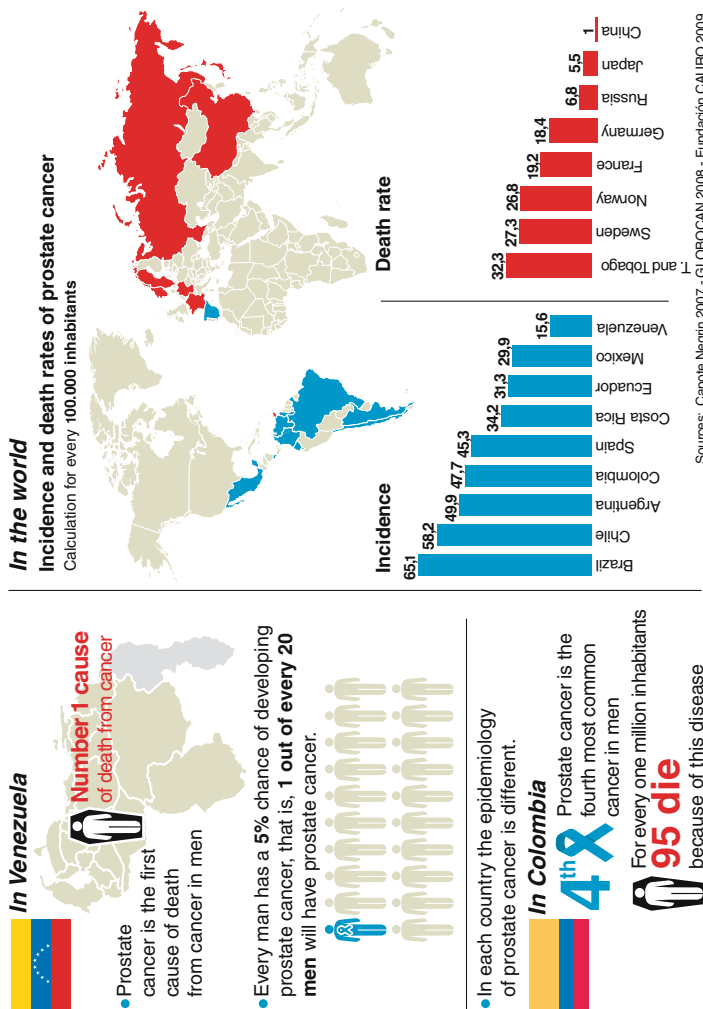 In Venezuela
Number 1 cause
of death from cancer
Prostate
cancer is the first
cause of death
from cancer in men
Every man has a 5% chance of developing
prostate cancer, that is, 1 out of every 20
men will have prostate cancer.
In each country the epidemiology
of prostate cancer is different.
In Colombia
4th
Prostate cancer is the
fourth most common
cancer in men
For every one million inhabitants
95 die
because of this disease
In the world
Incidence and death rates of prostate cancer
Calculation for every 100.000 inhabitants
Incidence
65,1
58,2
49,9
47,7
45,3
34,2
31,3
29,9
15,6
Brazil
Chile
Argentina
Colombia
Spain
Costa Rica
Ecuador
Mexico
Venezuela
Death rate
32,3
27,3
26,8
19,2
18,4
6,8
5,5
1
T. and Tobago
Sweden
Norway
France
Germany
Russia
Japan
China
Sources: Capote Negrin 2007 - GLOBOCAN 2008 - Fundación CAURO 2009